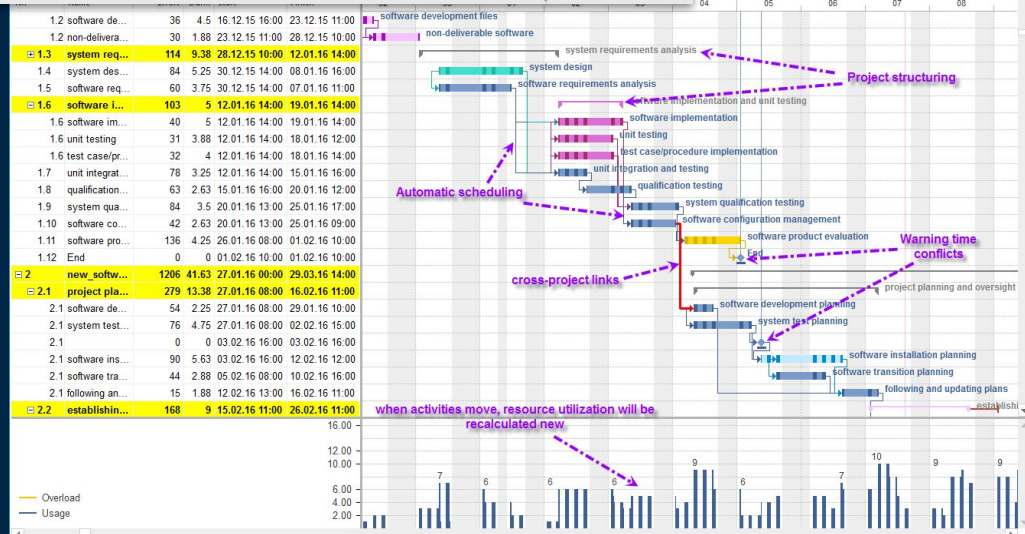 04 05 06 07 08
1.2 software de... 36 4.5 16.12.15 16:00 23.12.15 11:00
software development files
1.2 non-delivera... 30 1.88 23.12.15 11:00 28.12.15 10:00
non-deliverable software
1.3 system req... 114 9.38 28.12.15 10:00 12.01.16 14:00
system requirements analysis
1.4 system des... 84 5.25 30.12.15 14:00 08.01.16 16:00
system design
Project structuring
1.5 software req... 60 3.75 30.12.15 14:00 07.01.16 11:00
software requirements analysis
1.6 software i... 103 5 12.01.16 14:00 19.01.16 14:00
software implementation and unit testing
1.6 software im... 40 5 12.01.16 14:00 19.01.16 14:00
software implementation
1.6 unit testing 31 3.88 12.01.16 14:00 18.01.16 12:00
unit testing
1.6 test case/pr... 32 4 12.01.16 14:00 18.01.16 14:00
test case/procedure implementation
1.7 unit integrat... 78 3.25 12.01.16 14:00 15.01.16 16:00
unit integration and testing
1.8 qualification... 63 2.63 15.01.16 16:00 20.01.16 12:00
qualification testing
Automatic scheduling
1.9 system qua... 84 3.5 20.01.16 13:00 25.01.16 17:00
system qualification testing
1.10 software co... 42 2.63 20.01.16 13:00 25.01.16 09:00
software configuration management
1.11 software pro... 136 4.25 26.01.16 08:00 01.02.16 10:00
software product evaluation
Warning time
conflicts
1.12 End 0 0 01.02.16 10:00 01.02.16 10:00
End
2 new_softw... 1206 41.63 27.01.16 00:00 29.03.16 14:00
cross-project links
2.1 project pla... 279 13.38 27.01.16 08:00 16.02.16 11:00
project planning and oversight
2.1 software de... 54 2.25 27.01.16 08:00 29.01.16 10:00
software development planning
2.1 system test... 76 4.75 27.01.16 08:00 02.02.16 15:00
system test planning
2.1 0 0 03.02.16 16:00 03.02.16 16:00
2.1 software ins... 90 5.63 03.02.16 16:00 12.02.16 12:00
software installation planning
2.1 software tra... 44 2.88 05.02.16 08:00 10.02.16 16:00
software transition planning
2.1 following an... 15 1.88 12.02.16 13:00 16.02.16 11:00
following and updating plans
2.2 establishin... 168 9 15.02.16 11:00 26.02.16 11:00
establishi
when activities move, resource utilization will be
recalculated new
16.00
12.00
10.00
6.00
4.00
2.00
7 6 6 6 9 6 7 10 9 9
Overload
Usage